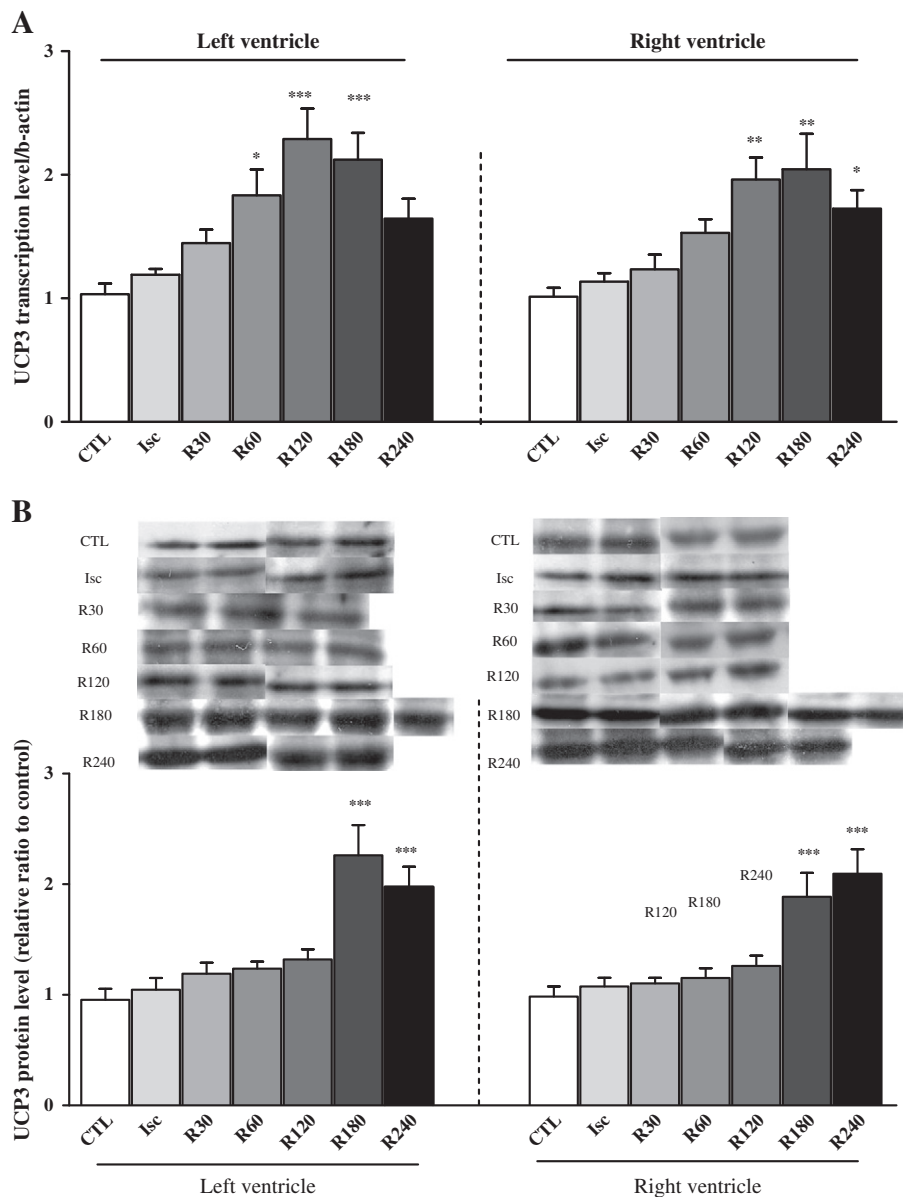 A
Left ventricle
Right ventricle
UCP3 transcription level/b-actin
3
2
1
0
*
***
***
**
**
*
CTL
Isc
R30
R60
R120
R180
R240
CTL
Isc
R30
R60
R120
R180
R240
B
CTL
Isc
R30
R60
R120
R180
R240
CTL
Isc
R30
R60
R120
R180
R240
UCP3 protein level (relative ratio to control)
3
2
1
0
***
***
R120
R180
R240
***
***
CTL
Isc
R30
R60
R120
R180
R240
CTL
Isc
R30
R60
R120
R180
R240
Left ventricle
Right ventricle